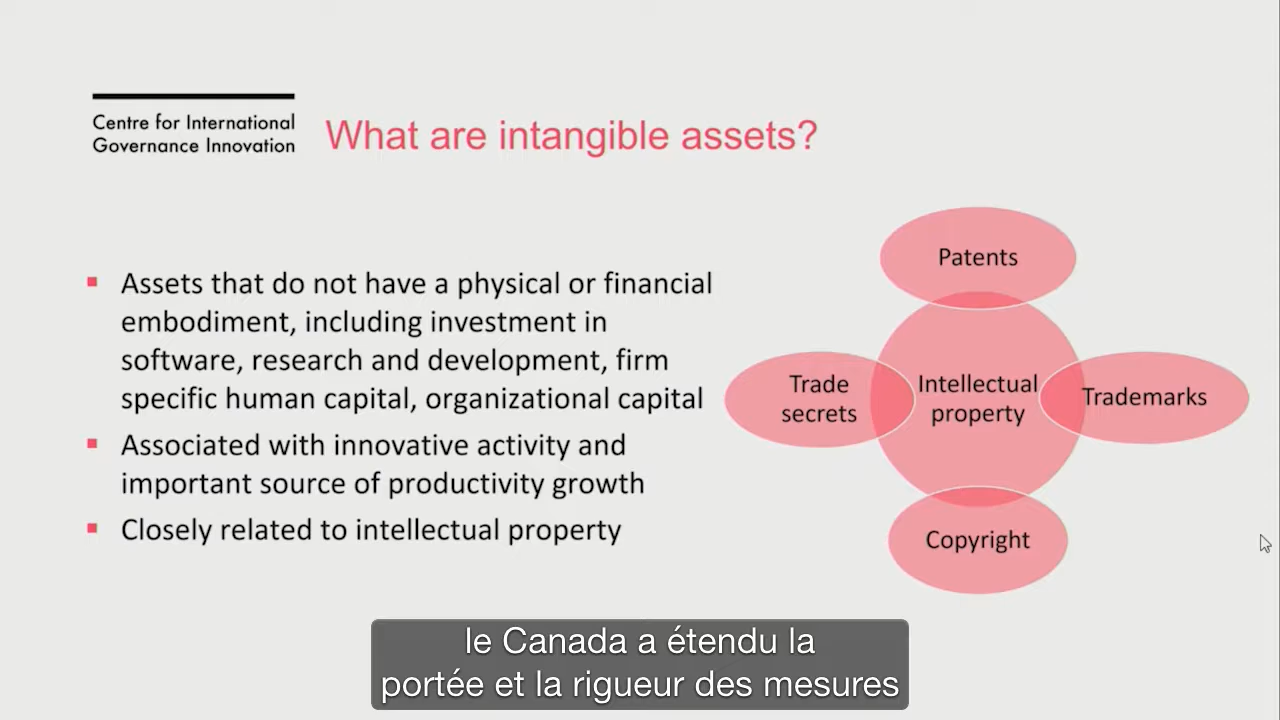 Centre for International
Governance Innovation
What are intangible assets?
▪ Assets that do not have a physical or financial
embodiment, including investment in
software, research and development, firm
specific human capital, organizational capital
▪ Associated with innovative activity and
important source of productivity growth
▪ Closely related to intellectual property
Patents
Trade
secrets
Intellectual
property
Trademarks
Copyright
le Canada a étendu la
portée et la rigueur des mesures